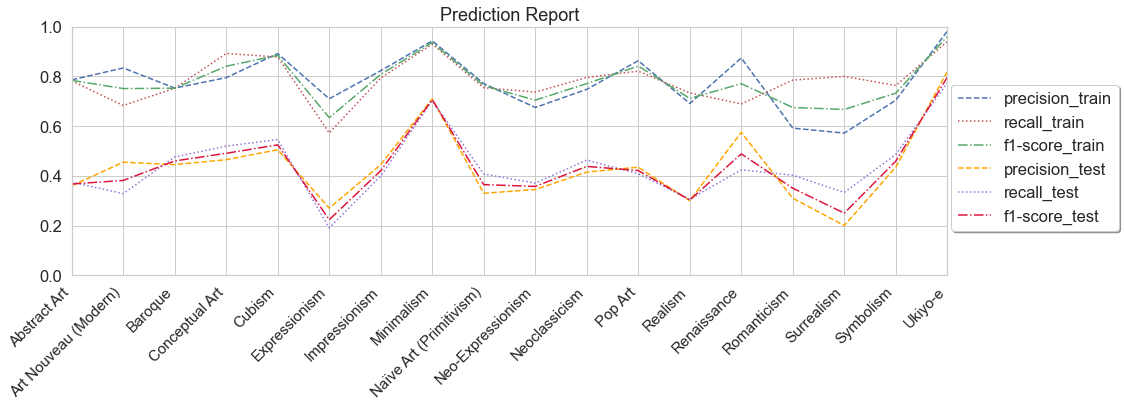 Prediction Report
1.0
0.8
0.6
0.4
0.2
0.0
Abstract Art
Art Nouveau (Modern)
Baroque
Conceptual Art
Cubism
Expressionism
Impressionism
Minimalism
Naïve Art (Primitivism)
Neo-Expressionism
Neoclassicism
Pop Art
Realism
Renaissance
Romanticism
Surrealism
Symbolism
Ukiyo-e
precision_train
recall_train
f1-score_train
precision_test
recall_test
f1-score_test